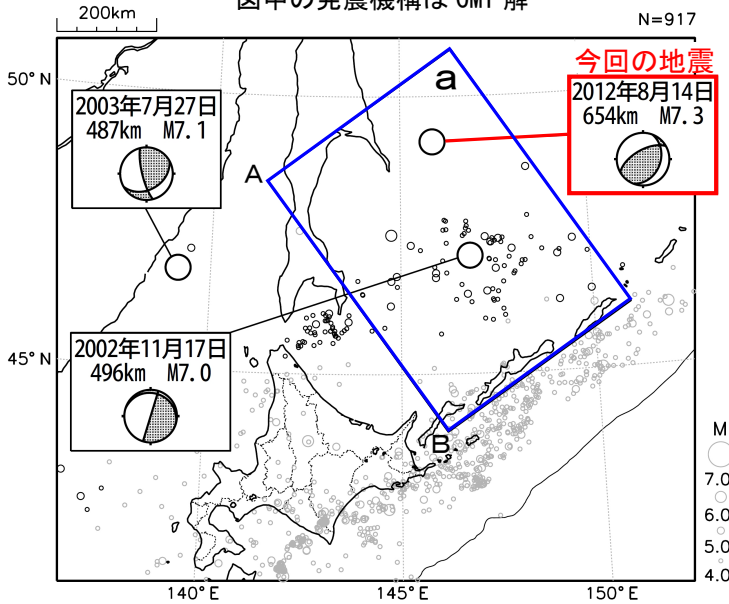 図中の発震機構は CMT 解
200km
N=917
50°N
今回の地震
a
2012年8月14日
654km M7.3
2003年7月27日
487km M7.1
A
2002年11月17日
496km M7.0
45°N
B
M
7.0
6.0
5.0
4.0
140°E
145°E
150°E